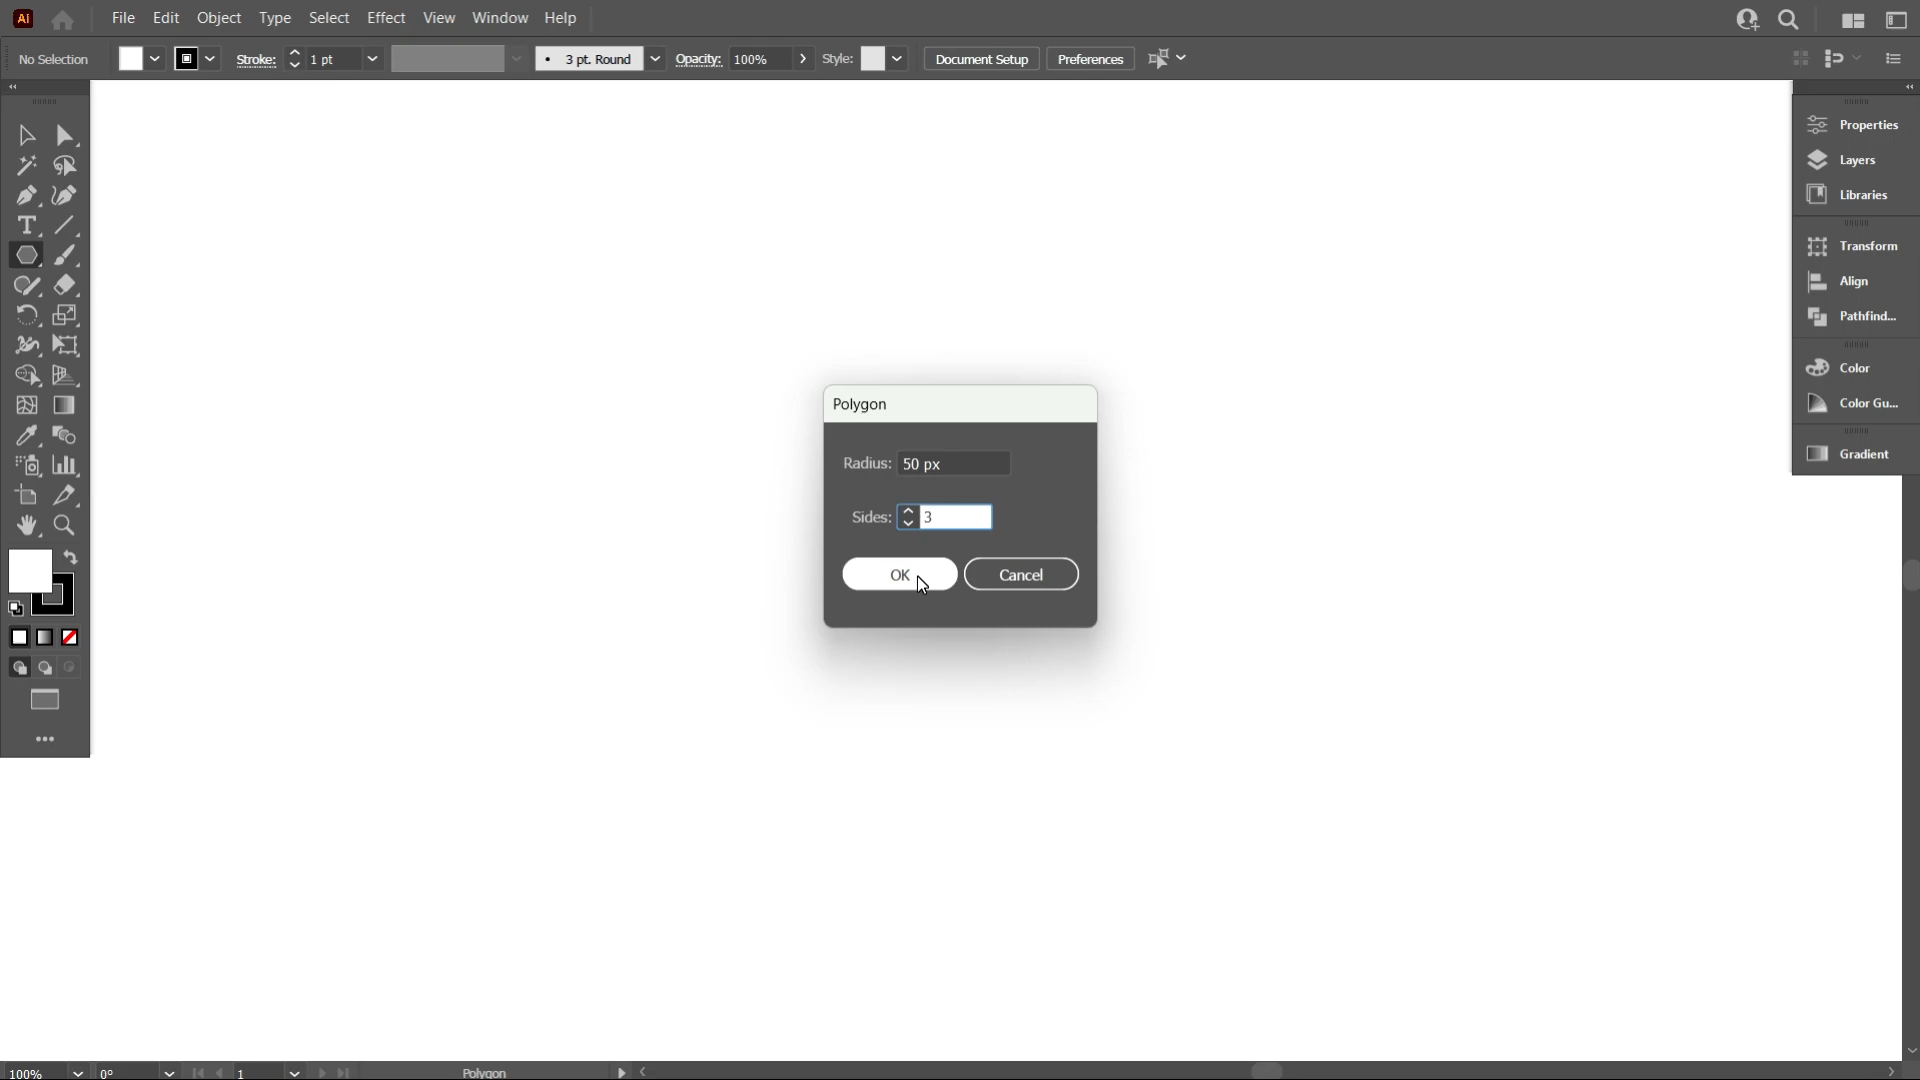 Ai File Edit Object Type Select Effect View Window Help
No Selection Stroke: 1 pt 3 pt. Round Opacity: 100% Style: Document Setup Preferences
Properties
Layers
Libraries
Transform
Align
Pathfind...
Color
Color Gu...
Gradient
Polygon
Radius: 50 px
Sides: 3
OK Cancel
100% 0° 1 Polygon